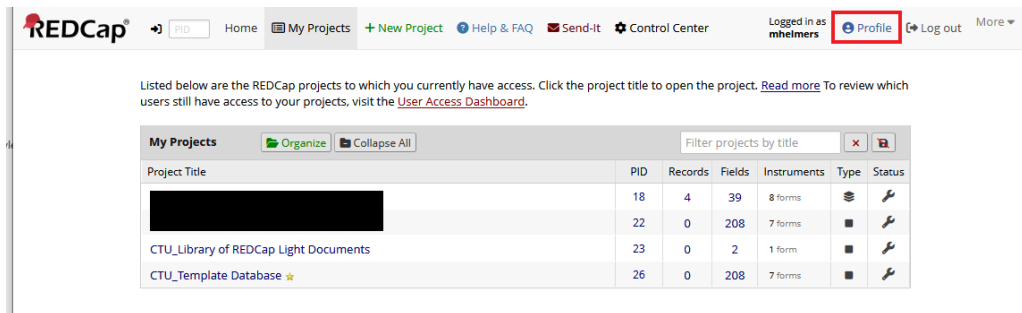 REDCap PID Home My Projects + New Project Help & FAQ Send-It Control Center Logged in as mhelmers Profile Log out More
Listed below are the REDCap projects to which you currently have access. Click the project title to open the project. Read more To review which
users still have access to your projects, visit the User Access Dashboard.
My Projects Organize Collapse All Filter projects by title x
Project Title PID Records Fields Instruments Type Status
18 4 39 8 forms
22 0 208 7 forms
CTU_Library of REDCap Light Documents 23 0 2 1 form
CTU_Template Database 26 0 208 7 forms